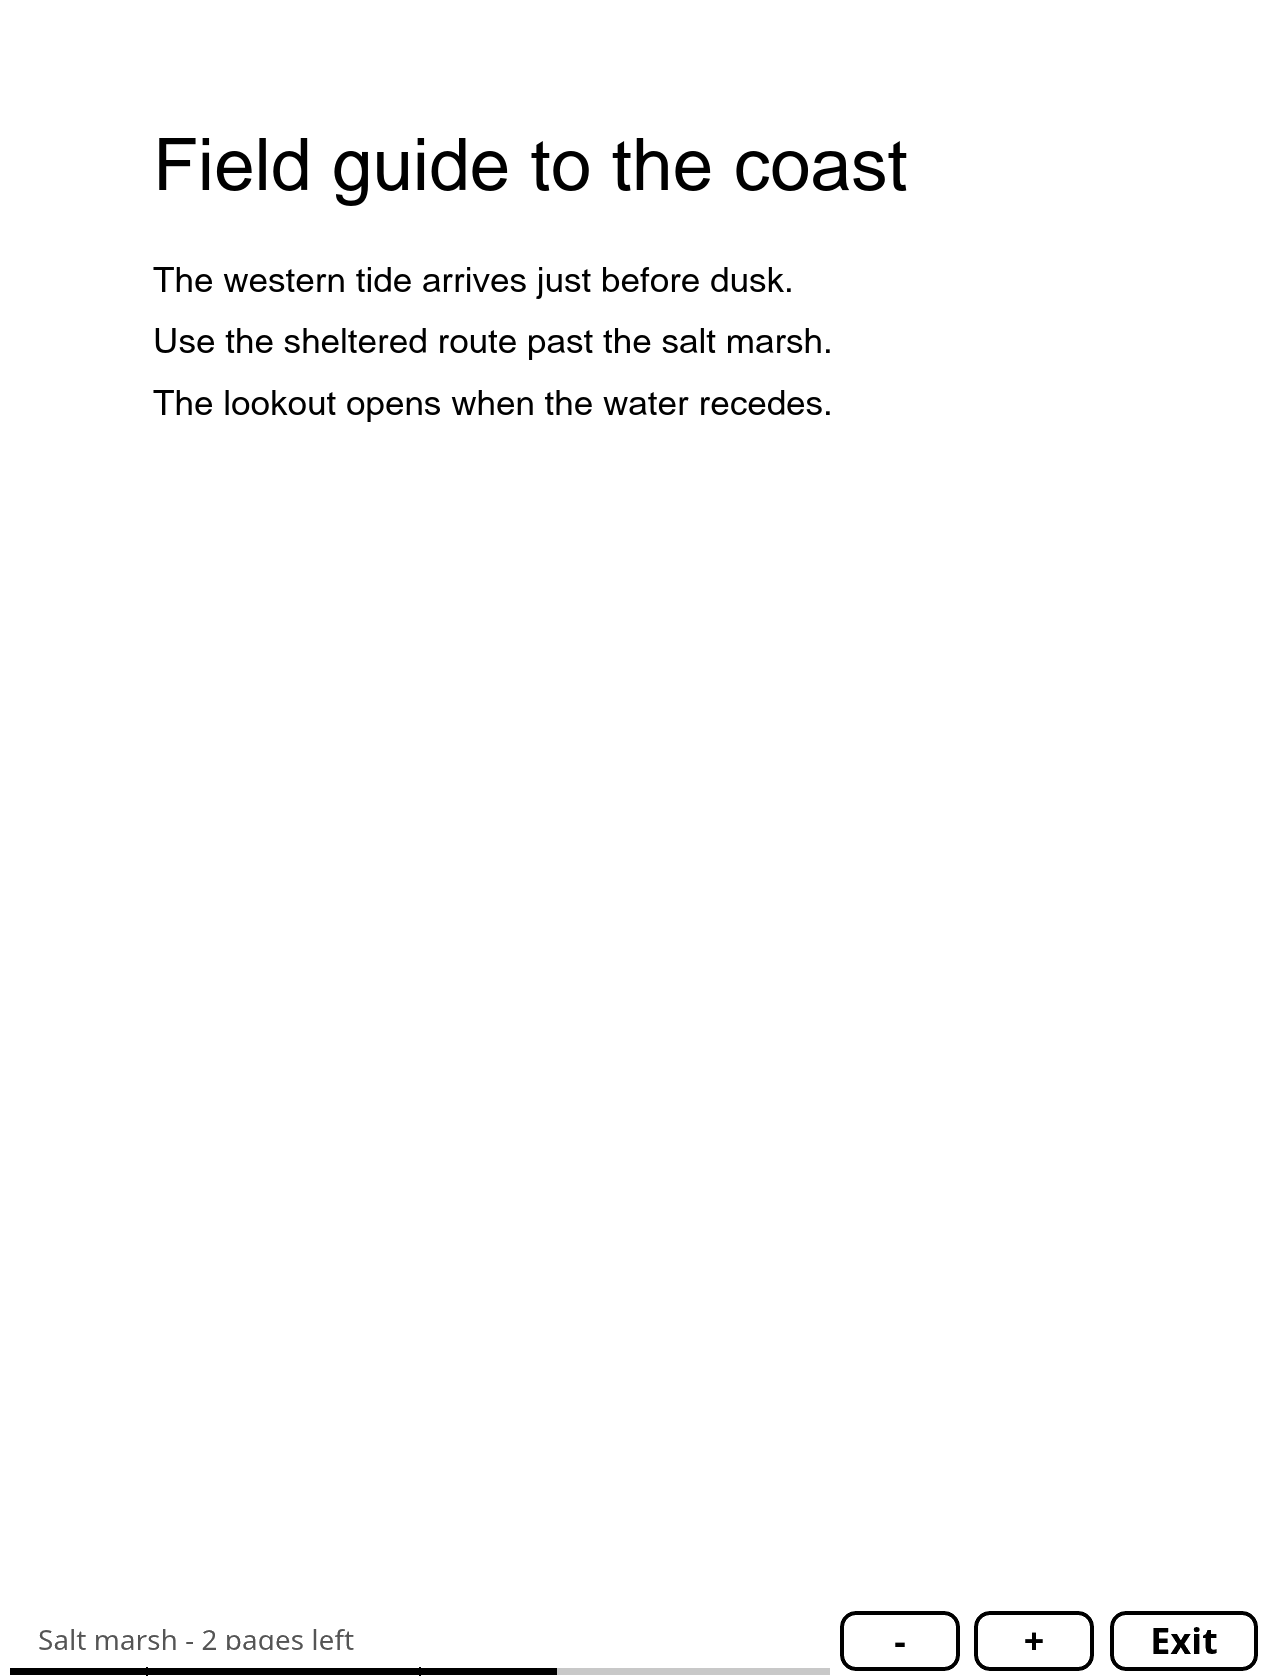 Field guide to the coast
The western tide arrives just before dusk.
Use the sheltered route past the salt marsh.
The lookout opens when the water recedes.
Salt marsh - 2 pages left
-
+
Exit